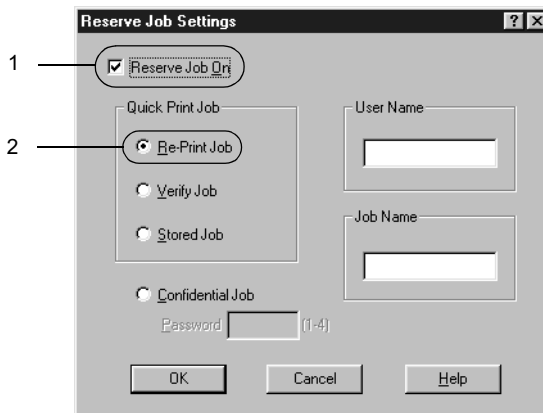 Reserve Job Settings
1
Reserve Job On
Quick Print Job
User Name
2
Re-Print Job
Verify Job
Job Name
Stored Job
Confidential Job
Password (1-4)
OK Cancel Help